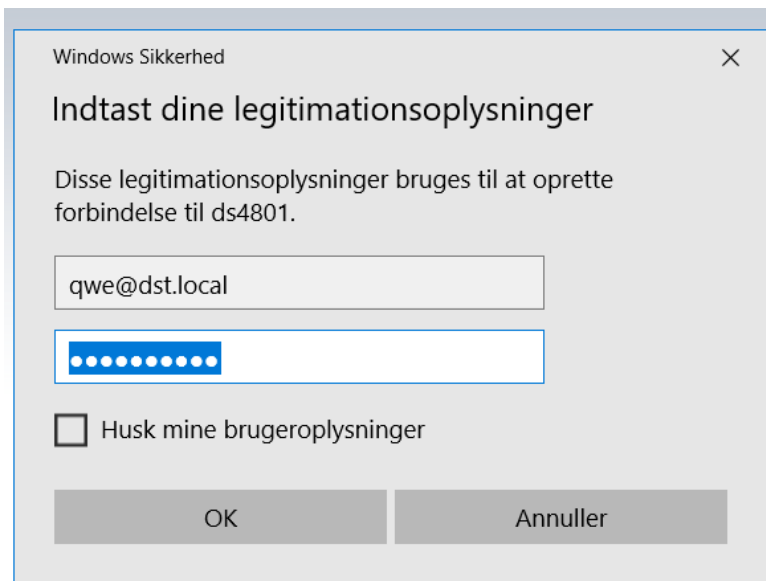 Windows Sikkerhed
Indtast dine legitimationsoplysninger
Disse legitimationsoplysninger bruges til at oprette
forbindelse til ds4801.
qwe@dst.local
●●●●●●●●●●
Husk mine brugeroplysninger
OK
Annuller